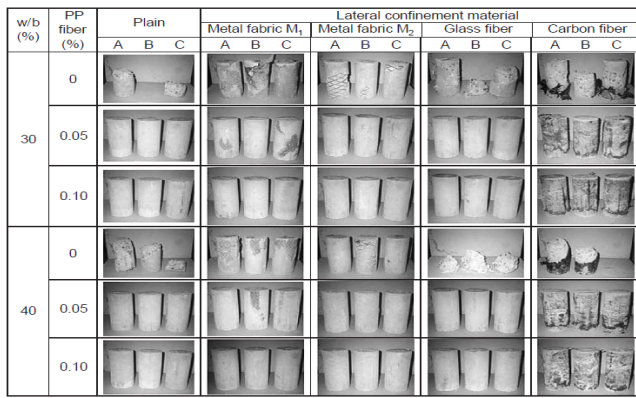 w/b
(%)
PP
fiber
(%)
Plain
Lateral confinement material
Metal fabric M₁
Metal fabric M₂
Glass fiber
Carbon fiber
A B C
A B C
A B C
A B C
A B C
30
0
0.05
0.10
40
0
0.05
0.10